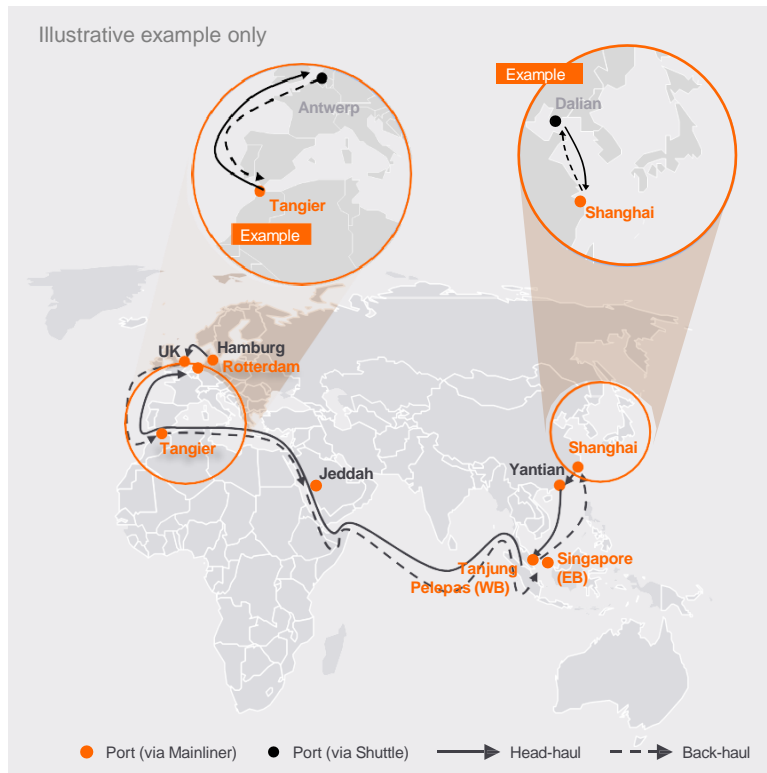 Illustrative example only
Example
Dalian
Antwerp
Tangier
Shanghai
Example
UK
Hamburg
Rotterdam
Tangier
Shanghai
Jeddah
Yantian
Tanjung
Pelepas (WB)
Singapore
(EB)
Port (via Mainliner)
Port (via Shuttle)
Head-haul
Back-haul